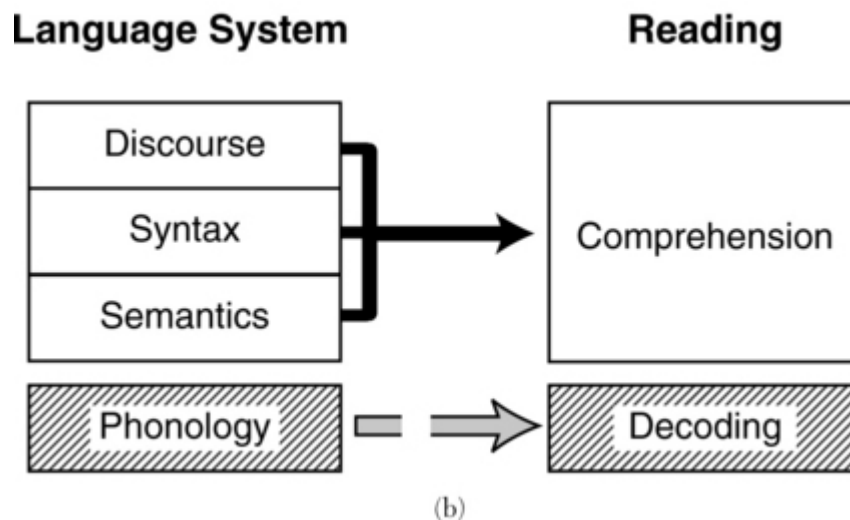 Language System
Reading
Discourse
Syntax
Semantics
Phonology
Comprehension
Decoding
(b)